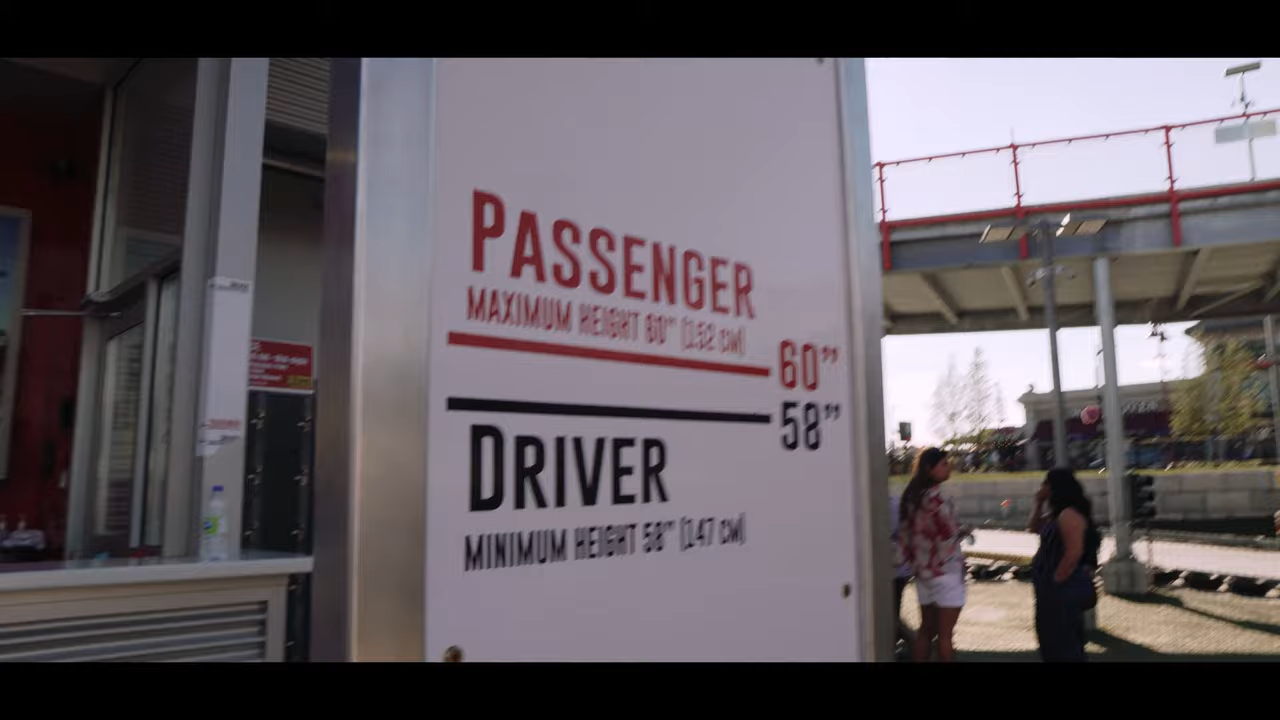 PASSENGER
MAXIMUM HEIGHT 60" (152 CM)
60"
58"
DRIVER
MINIMUM HEIGHT 58" (147 CM)